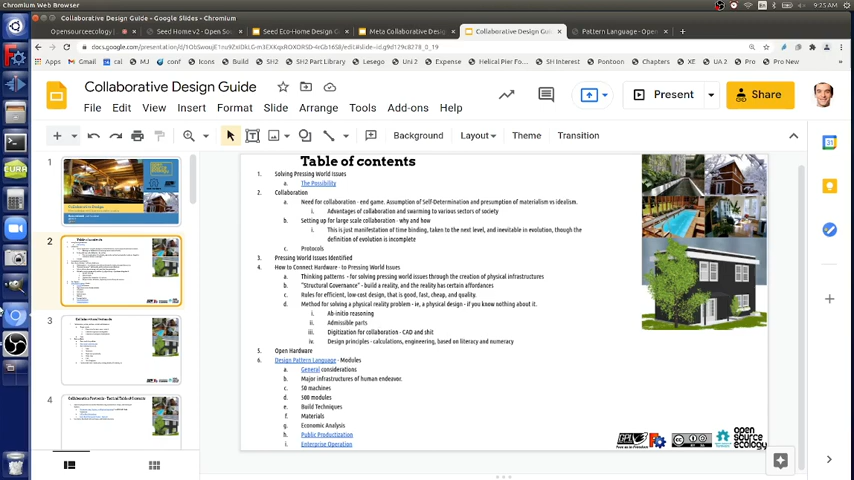 Chromium Web Browser
9:25 AM
Collaborative Design Guide - Google Slides - Chromium
Opensourceecology
Seed Home v2 - Open So
Seed Eco-Home Design G
Meta Collaborative Design
Collaborative Design Guid
Pattern Language - Open
Apps
Gmail
cal
MJ
conf
Health
Hab
SH2
SH2 Part Library
Lesego
Uni 2
Expense
Helical Pier Fo
SH Interest
Pontoon
Chapters
XE
UA 2
Pro
Pro New
Collaborative Design Guide
File Edit View Insert Format Slide Arrange Tools Add-ons Help
Present
Share
Background Layout Theme Transition
1
2
3
4
Table of contents
1. Solving Pressing World Issues
a. The Possibility
2. Collaboration
a. Need for collaboration - end game. Assumption of Self-Determination and presumption of materialism vs idealism.
i. Advantages of collaboration and swarming to various sectors of society
b. Setting up for large scale collaboration - why and how
i. This is just manifestation of time binding, taken to the next level, and inevitable in evolution, though the
definition of evolution is incomplete
c. Protocols
3. Pressing World Issues Identified
4. How to Connect Hardware - to Pressing World Issues
a. Thinking patterns - for solving pressing world issues through the creation of physical infrastructures
b. "Structural Governance" - build a reality, and the reality has certain affordances
c. Rules for efficient, low-cost design, that is good, fast, cheap, and quality.
d. Method for solving a physical reality problem - ie, a physical design - if you know nothing about it.
i. Ab-initio reasoning
ii. Admissible parts
iii. Digitization for collaboration - CAD and shit
iv. Design principles - calculations, engineering, based on literacy and numeracy
5. Open Hardware
6. Design Pattern Language - Modules
a. General considerations
b. Major infrastructures of human endeavor.
c. 50 machines
d. 500 modules
e. Build Techniques
f. Materials
g. Economic Analysis
h. Public Productization
i. Enterprise Operation
open
source
ecology